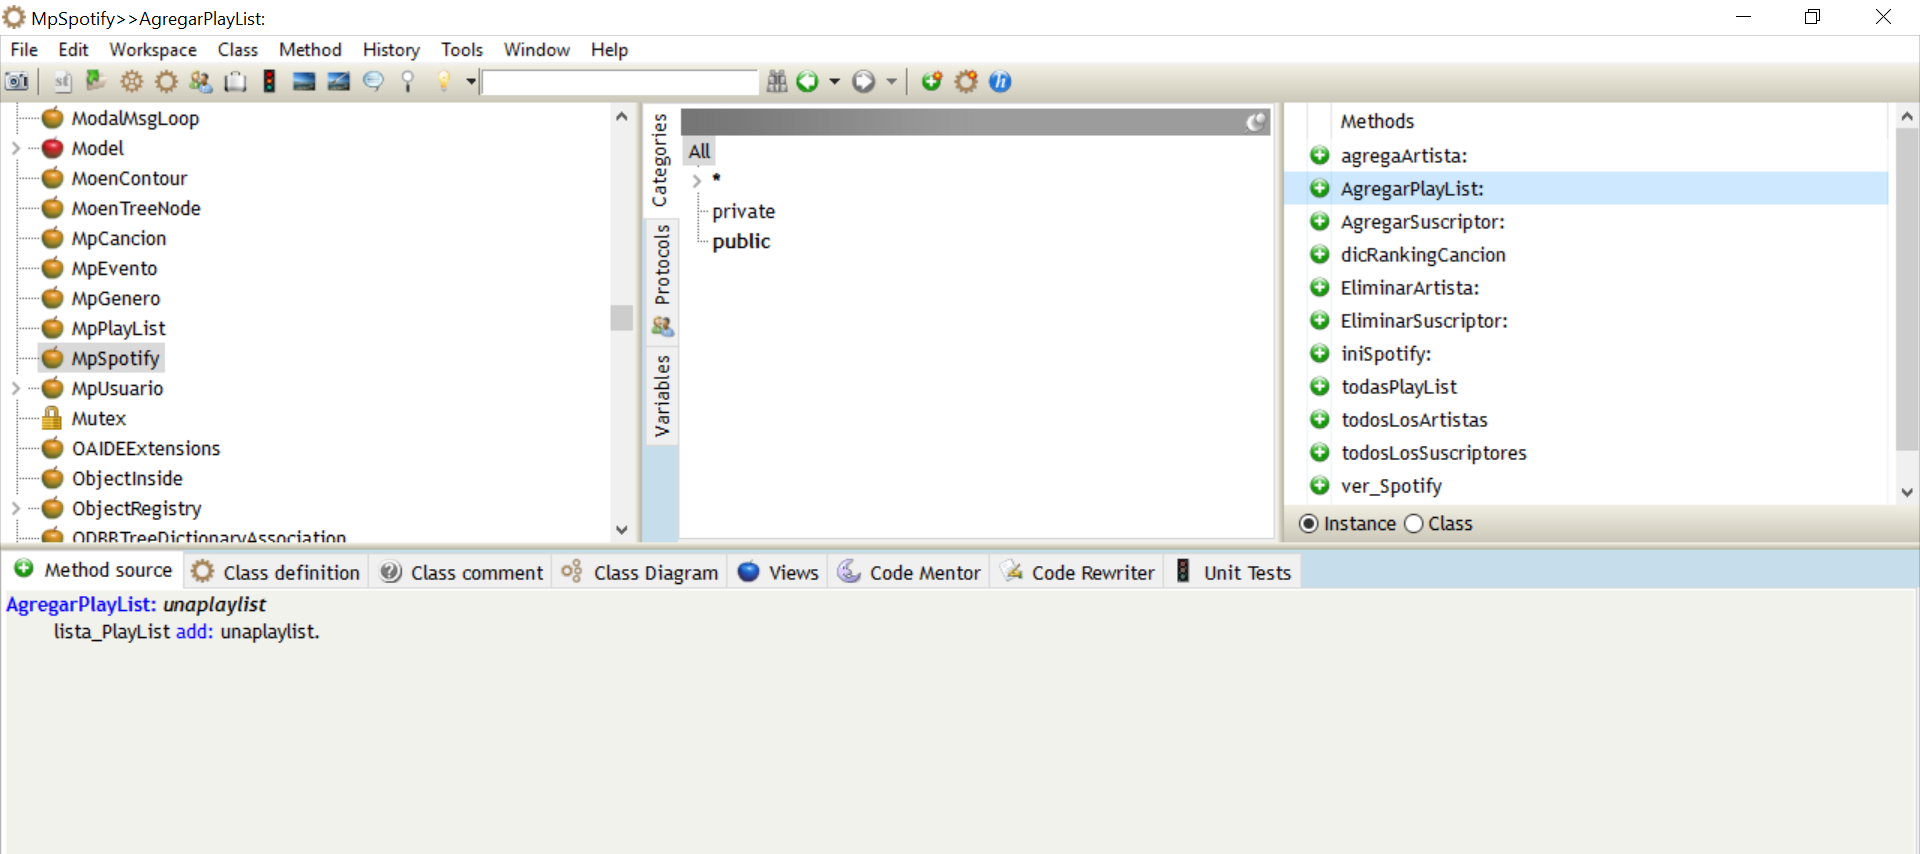 MpSpotify>>AgregarPlayList:
File Edit Workspace Class Method History Tools Window Help
ModalMsgLoop
Model
MoenContour
MoenTreeNode
MpCancion
MpEvento
MpGenero
MpPlayList
MpSpotify
MpUsuario
Mutex
OAIDEExtensions
ObjectInside
ObjectRegistry
ODBBTreeDictionaryAssociation
Categories
Protocols
Variables
All
*
private
public
Methods
agregaArtista:
AgregarPlayList:
AgregarSuscriptor:
dicRankingCancion
EliminarArtista:
EliminarSuscriptor:
iniSpotify:
todasPlayList
todosLosArtistas
todosLosSuscriptores
ver_Spotify
Instance Class
Method source Class definition Class comment Class Diagram Views Code Mentor Code Rewriter Unit Tests
AgregarPlayList: unaplaylist
lista_PlayList add: unaplaylist.